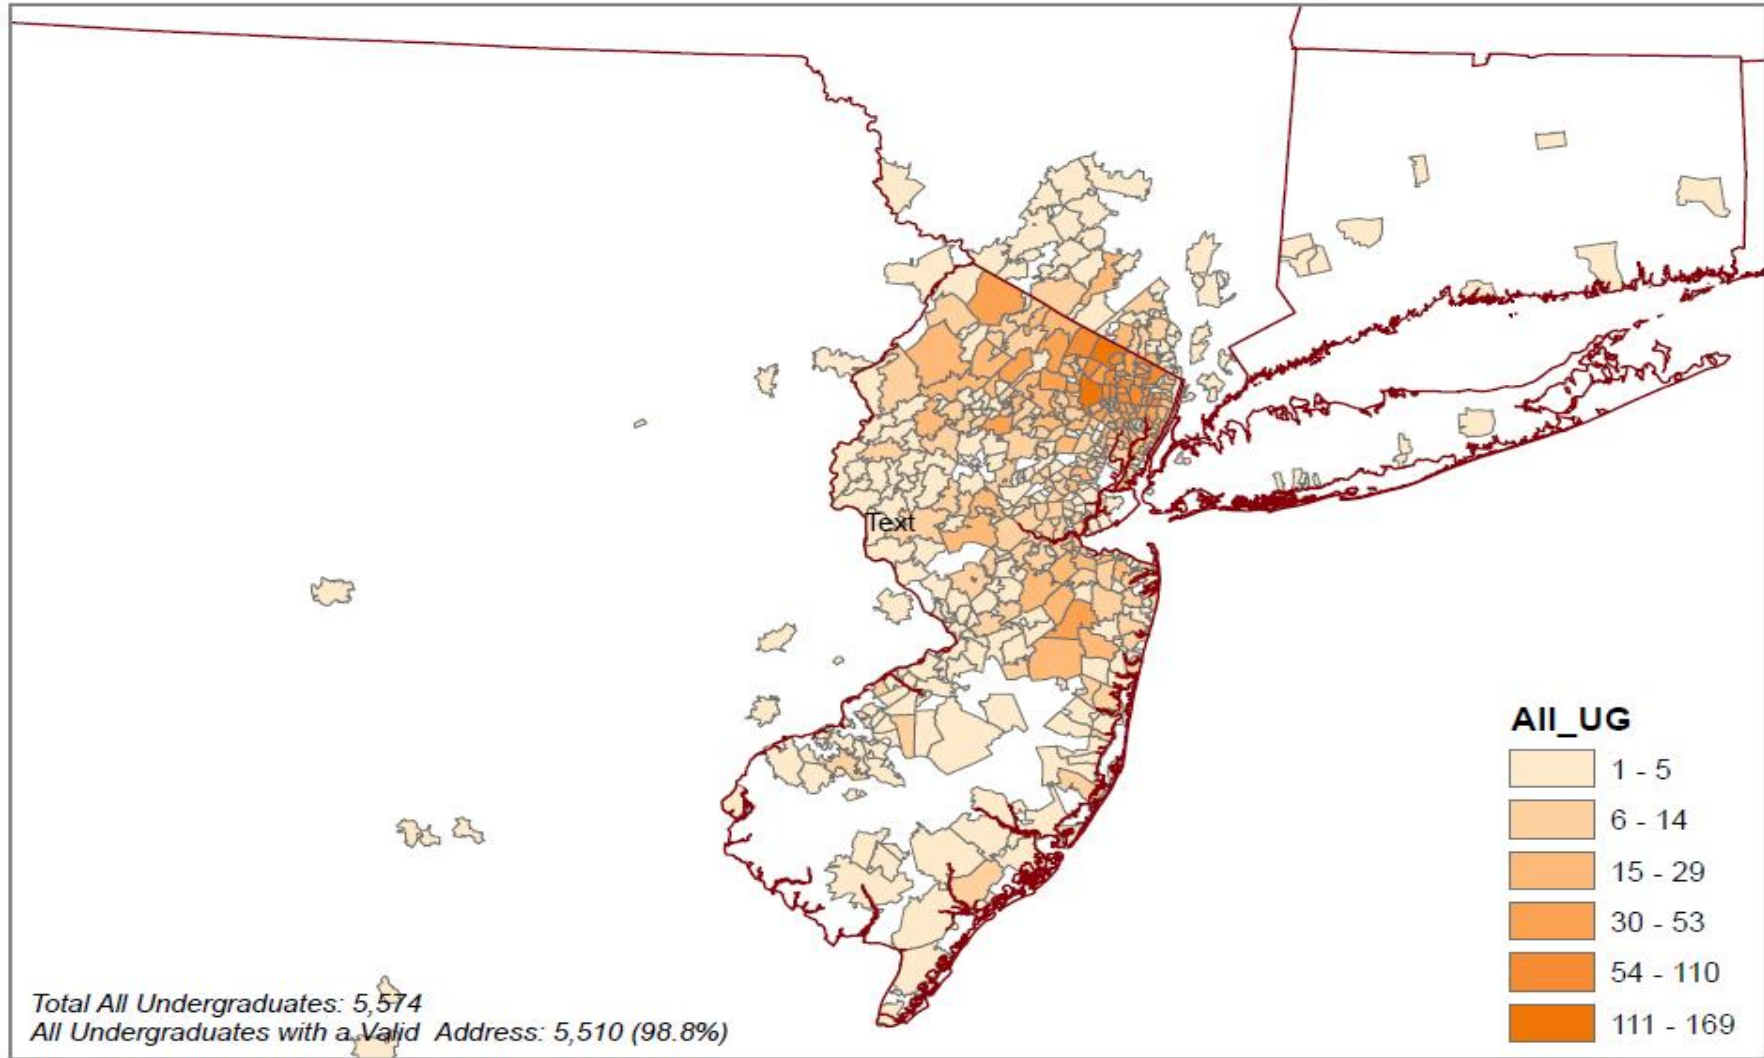 Text
All_UG
1 - 5
6 - 14
15 - 29
30 - 53
54 - 110
111 - 169
Total All Undergraduates: 5,574
All Undergraduates with a Valid  Address: 5,510 (98.8%)